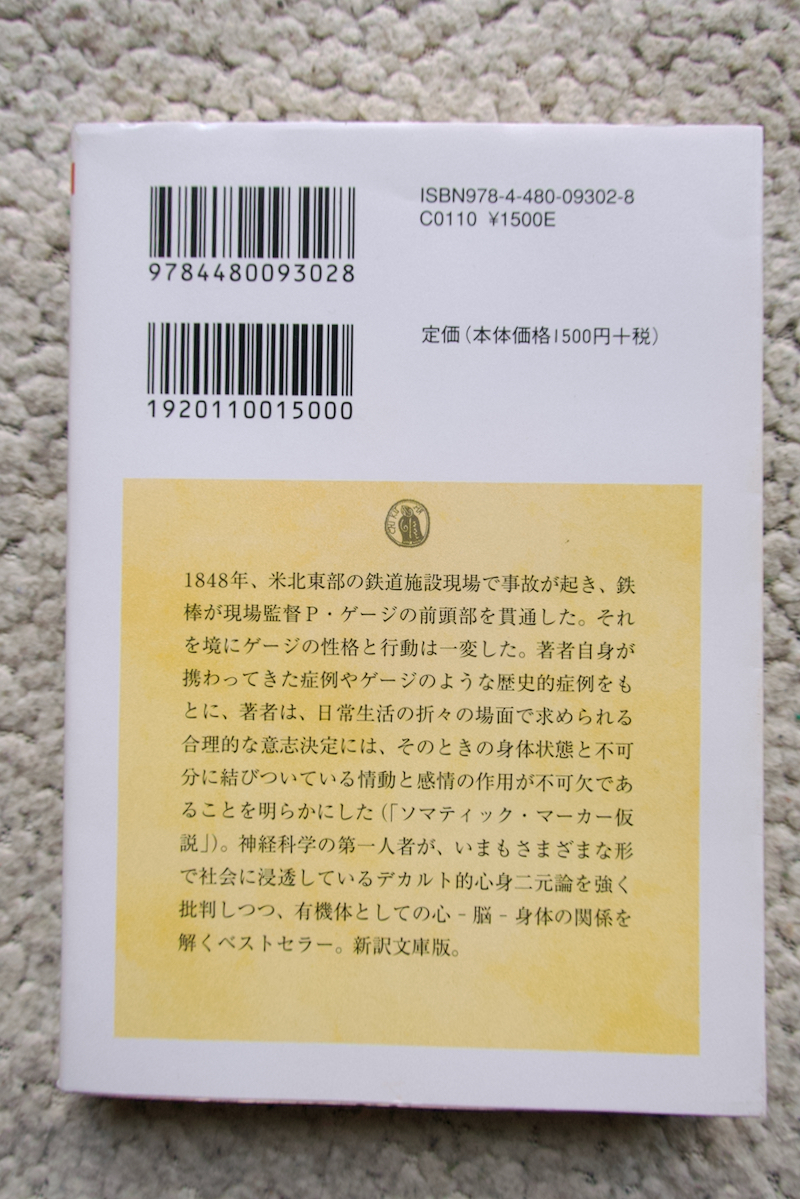 ISBN978-4-480-09302-8
C0110 ¥1500E
9784480093028
定価(本体価格1500円+税)
1920110015000
1848年、米北東部の鉄道施設現場で事故が起き、鉄
棒が現場監督P・ゲージの前頭部を貫通した。それ
を境にゲージの性格と行動は一変した。著者自身が
携わってきた症例やゲージのような歴史的症例をも
とに、著者は、日常生活の折々の場面で求められる
合理的な意志決定には、そのときの身体状態と不可
分に結びついている情動と感情の作用が不可欠であ
ることを明らかにした(「ソマティック・マーカー仮
説」)。神経科学の第一人者が、いまもさまざまな形
で社会に浸透しているデカルト的心身二元論を強く
批判しつつ、有機体としての心-脳-身体の関係を
解くベストセラー。新訳文庫版。